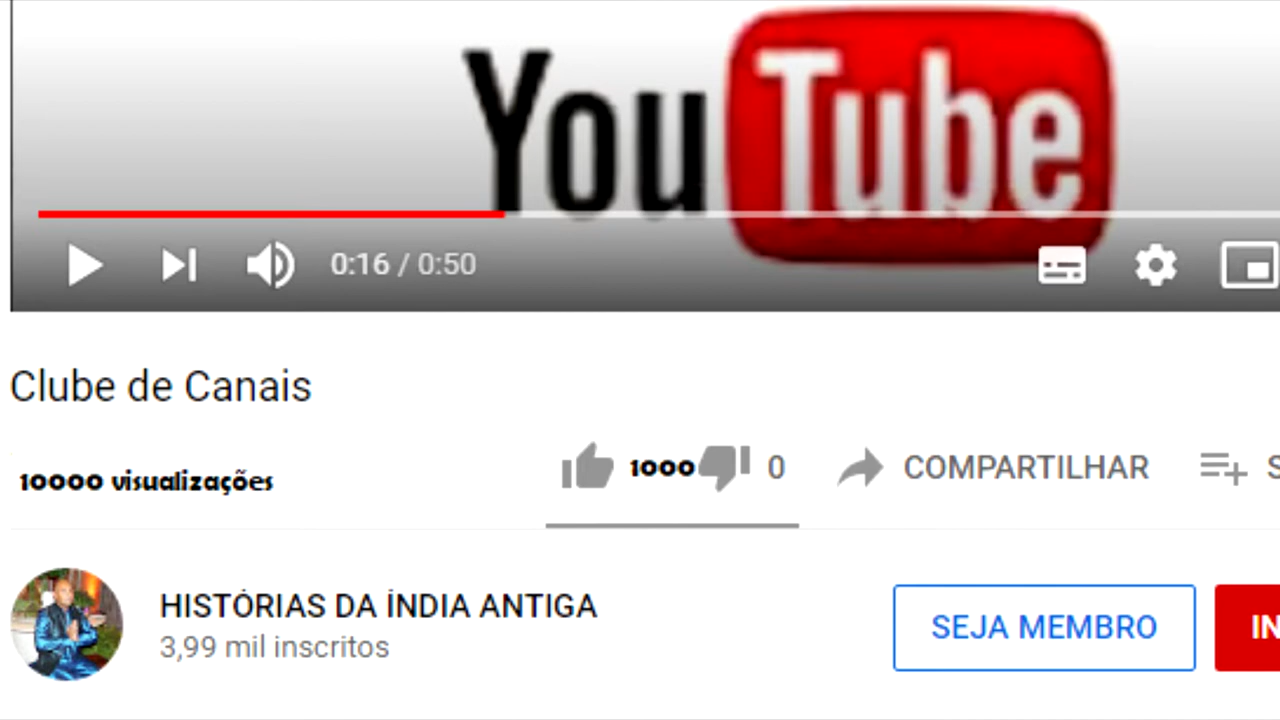 YouTube
0:16 / 0:50
Clube de Canais
10000 visualizações
1000 0 COMPARTILHAR S
HISTÓRIAS DA ÍNDIA ANTIGA
3,99 mil inscritos
SEJA MEMBRO IN